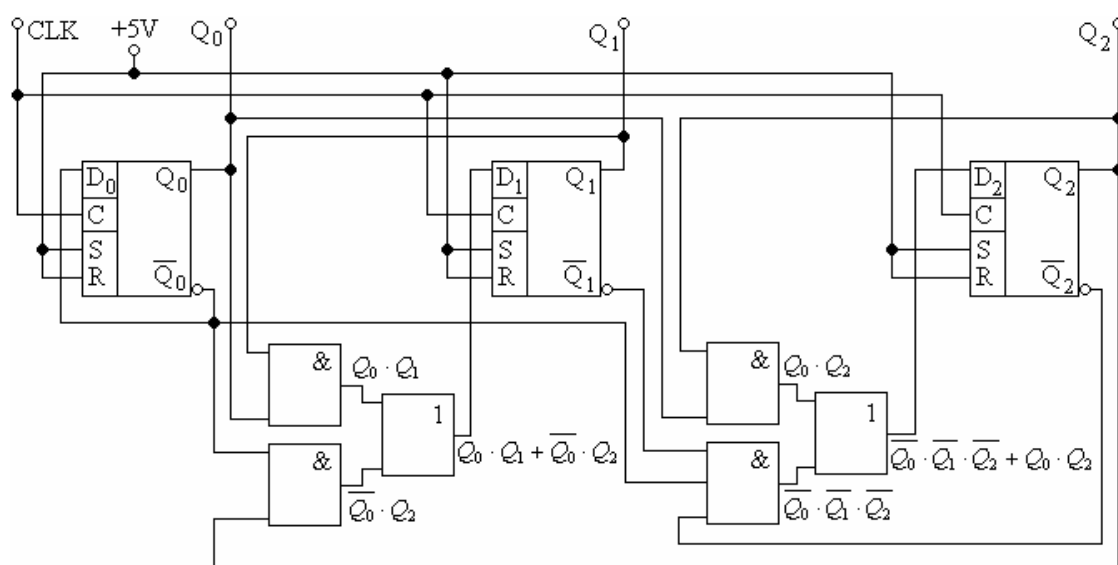 CLK +5V Q₀ Q₁ Q₂
D₀ Q₀ D₁ Q₁ D₂ Q₂
C C C
S S S
R Q̅₀ R Q̅₁ R Q̅₂
& Q₀ · Q₁ & Q₀ · Q₂
1 1
& Q₀ · Q₁ + Q̅₀ · Q₂ & Q̅₀ · Q̅₁ · Q̅₂ + Q₀ · Q₂
Q̅₀ · Q₂ Q̅₀ · Q̅₁ · Q̅₂